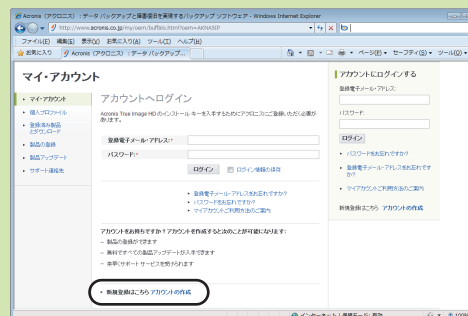 Acronis (アクロニス) : データ バックアップと障害復旧を実現するバックアップ ソフトウェア - Windows Internet Explorer
http://www.acronis.co.jp/my/oem/buffalo.html?oem=AKNASIP
ファイル(F) 編集(E) 表示(V) お気に入り(A) ツール(T) ヘルプ(H)
お気に入り Acronis (アクロニス) : データ バックアップ...
ページ(P) セーフティ(S) ツール(O)
マイ・アカウント
マイ・アカウント
個人プロファイル
登録済み製品とダウンロード
製品の登録
製品アップデート
サポート連絡先
アカウントへログイン
Acronis True Image HD のインストール・キーを入手するためにアクロニスにご登録いただく必要があります。
登録電子メール・アドレス:*
パスワード:*
ログイン ログイン情報の保存
登録電子メール・アドレスをお忘れですか?
パスワードをお忘れですか?
マイアカウントご利用方法のご案内
アカウントをお持ちですか? アカウントを作成すると次のことが可能になります:
– 製品の登録ができます
– 無料ですべての製品アップデートが入手できます
– 素早くサポート サービスを受けられます
新規登録はこちら アカウントの作成
アカウントにログインする
登録電子メール・アドレス:
パスワード:
ログイン
パスワードをお忘れですか?
登録電子メール・アドレスをお忘れですか?
マイアカウントご利用方法のご案内
新規登録はこちら アカウントの作成
インターネット | 保護モード: 有効
100%